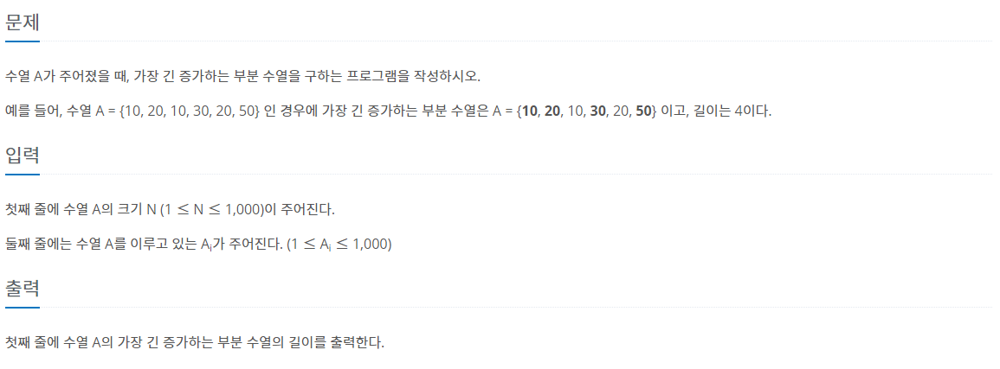 문제
수열 A가 주어졌을 때, 가장 긴 증가하는 부분 수열을 구하는 프로그램을 작성하시오.
예를 들어, 수열 A = {10, 20, 10, 30, 20, 50} 인 경우에 가장 긴 증가하는 부분 수열은 A = {10, 20, 10, 30, 20, 50} 이고, 길이는 4이다.
입력
첫째 줄에 수열 A의 크기 N (1 ≤ N ≤ 1,000)이 주어진다.
둘째 줄에는 수열 A를 이루고 있는 Aᵢ가 주어진다. (1 ≤ Aᵢ ≤ 1,000)
출력
첫째 줄에 수열 A의 가장 긴 증가하는 부분 수열의 길이를 출력한다.